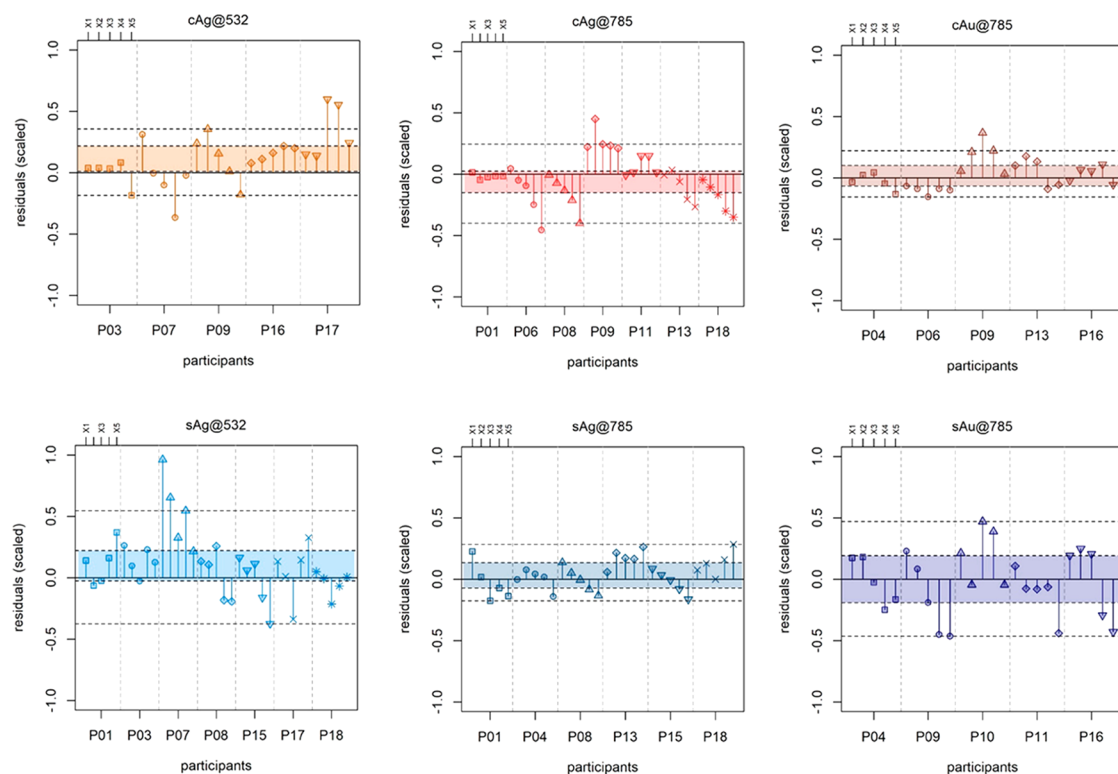 cAg@532
X1 X2 X3 X4 X5
residuals (scaled)
1.0
0.5
0.0
-0.5
-1.0
P03 P07 P09 P16 P17
participants
cAg@785
X1 X3 X5
residuals (scaled)
1.0
0.5
0.0
-0.5
-1.0
P01 P06 P08 P09 P11 P13 P18
participants
cAu@785
X1 X2 X3 X4 X5
residuals (scaled)
1.0
0.5
0.0
-0.5
-1.0
P04 P06 P09 P13 P16
participants
sAg@532
X1 X3 X5
residuals (scaled)
1.0
0.5
0.0
-0.5
-1.0
P01 P03 P07 P08 P15 P17 P18
participants
sAg@785
X1 X2 X3 X4 X5
residuals (scaled)
1.0
0.5
0.0
-0.5
-1.0
P01 P04 P08 P13 P15 P18
participants
sAu@785
X1 X2 X3 X4 X5
residuals (scaled)
1.0
0.5
0.0
-0.5
-1.0
P04 P09 P10 P11 P16
participants